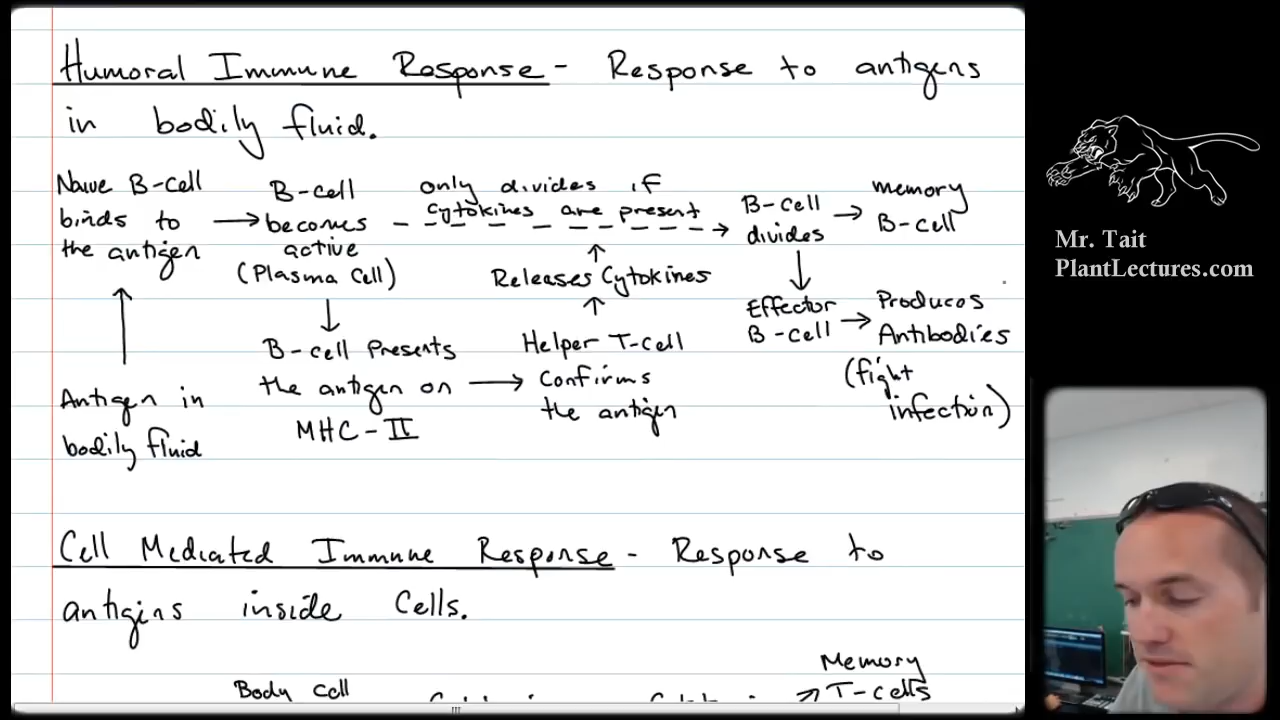 Humoral Immune Response - Response to antigens
in bodily fluid.
Naive B-cell
binds to
the antigen
B-cell
becomes
active
(Plasma Cell)
only divides if
Cytokines are present
B-cell
divides
memory
B-cell
Releases Cytokines
Antigen in
bodily fluid
B-cell Presents
the antigen on
MHC-II
Helper T-cell
Confirms
the antigen
Effector
B-cell
Produces
Antibodies
(fight
infection)
Cell Mediated Immune Response - Response to
antigens inside Cells.
Body cell
Memory
T-cells
Mr. Tait
PlantLectures.com